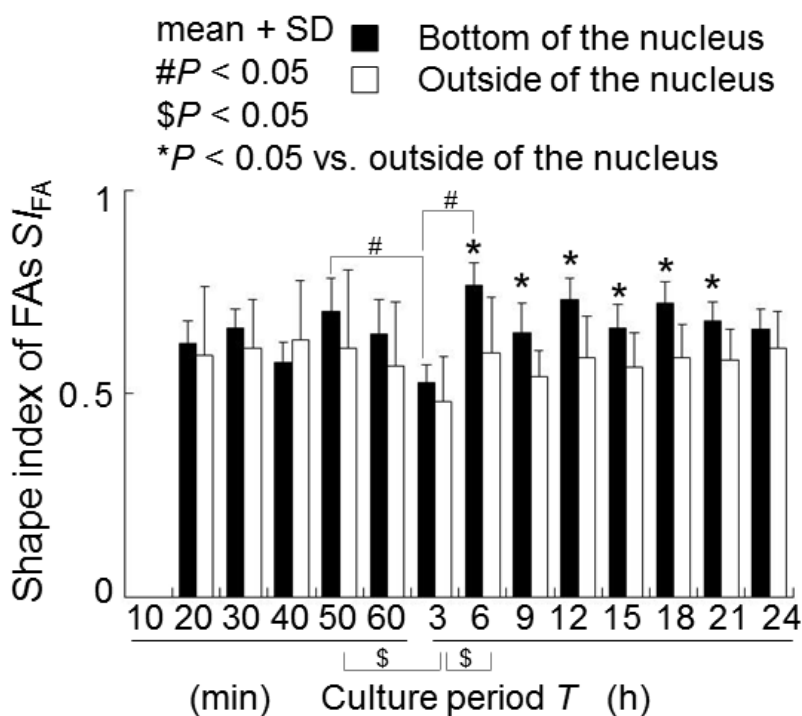 mean + SD
#P < 0.05
$P < 0.05
*P < 0.05 vs. outside of the nucleus
Bottom of the nucleus
Outside of the nucleus
Shape index of FAs SI_FA
1
0.5
0
#
#
* * * * * *
10 20 30 40 50 60 3 6 9 12 15 18 21 24
$ $
(min) Culture period T (h)